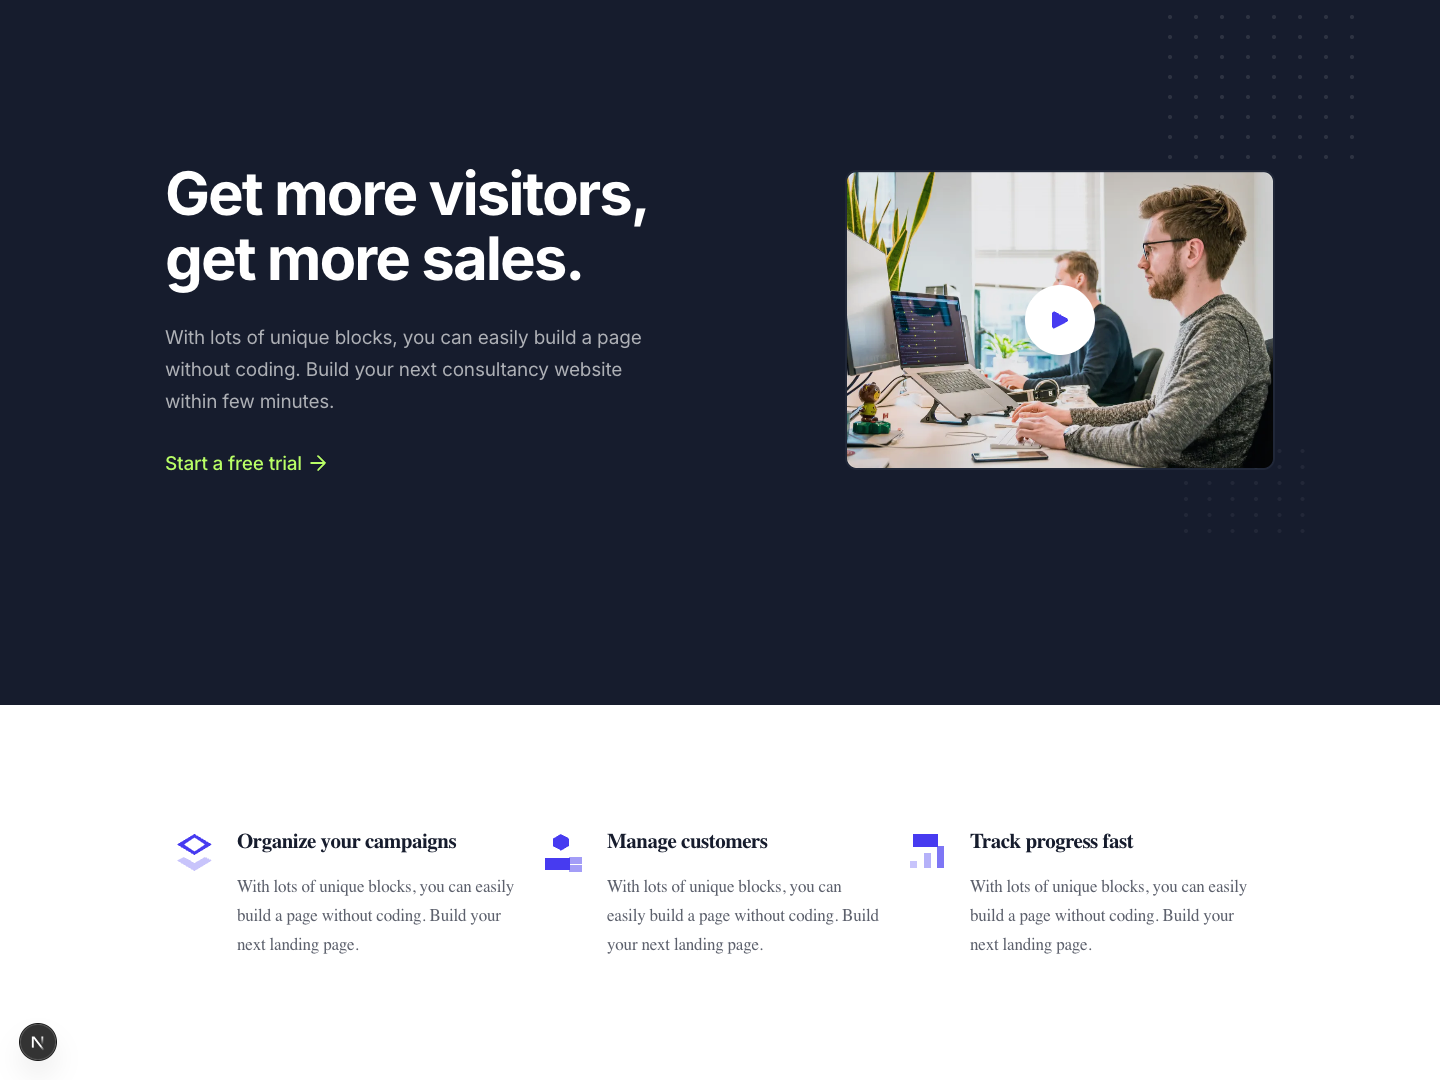 Get more visitors,
get more sales.
With lots of unique blocks, you can easily build a page
without coding. Build your next consultancy website
within few minutes.
Start a free trial
Organize your campaigns
With lots of unique blocks, you can easily
build a page without coding. Build your
next landing page.
Manage customers
With lots of unique blocks, you can
easily build a page without coding. Build
your next landing page.
Track progress fast
With lots of unique blocks, you can easily
build a page without coding. Build your
next landing page.
N